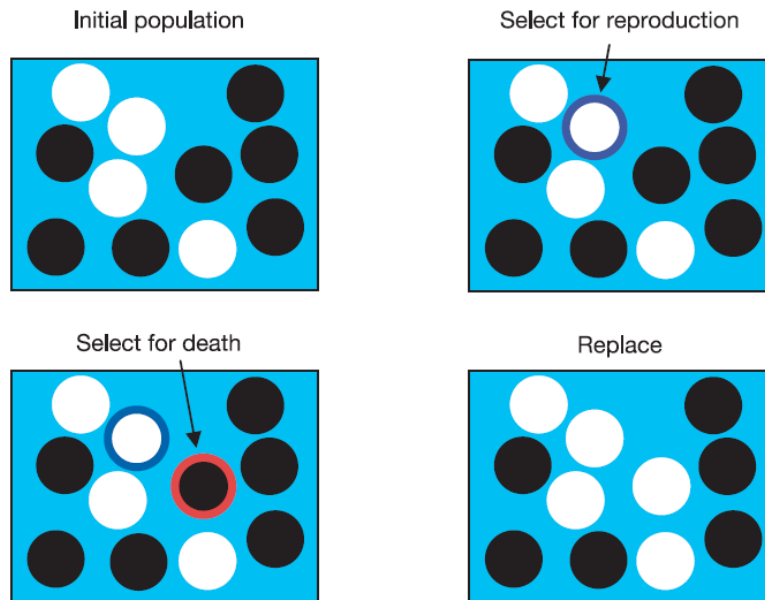 Initial population
Select for reproduction
Select for death
Replace